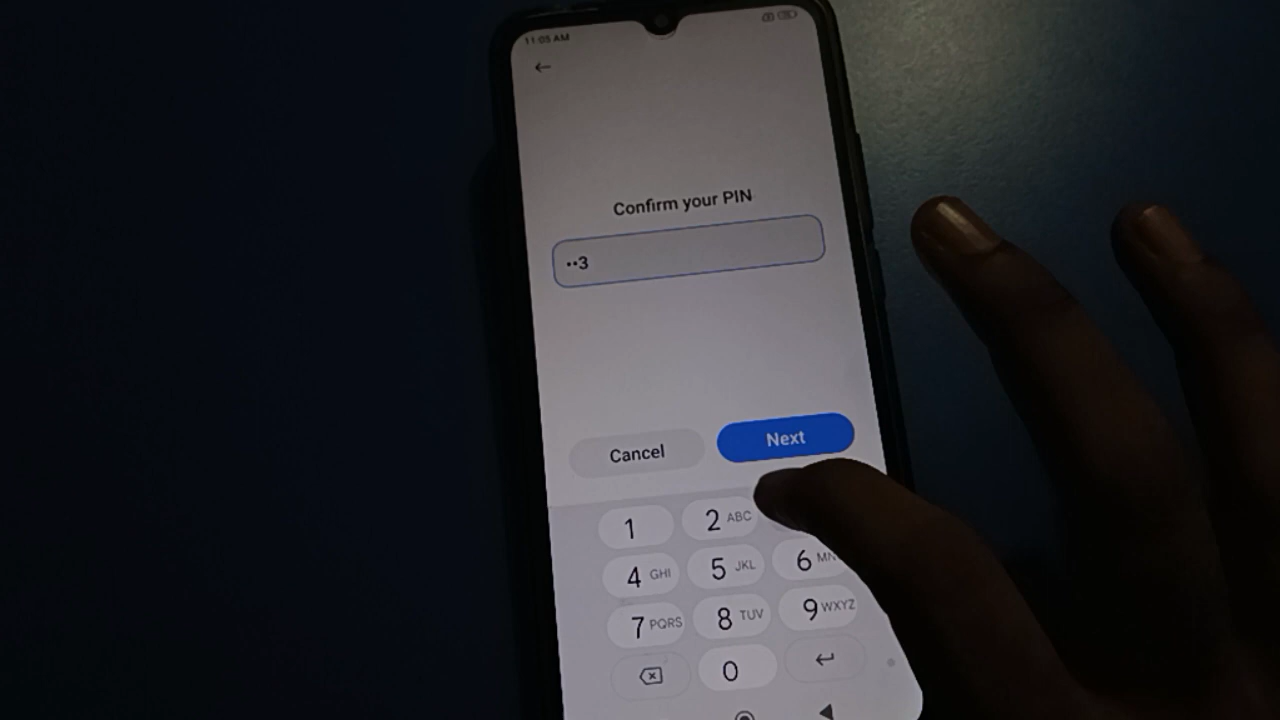 11:05 AM
Confirm your PIN
••3
Cancel
Next
1
2 ABC
4 GHI
5 JKL
6 MN
7 PQRS
8 TUV
9 WXYZ
0